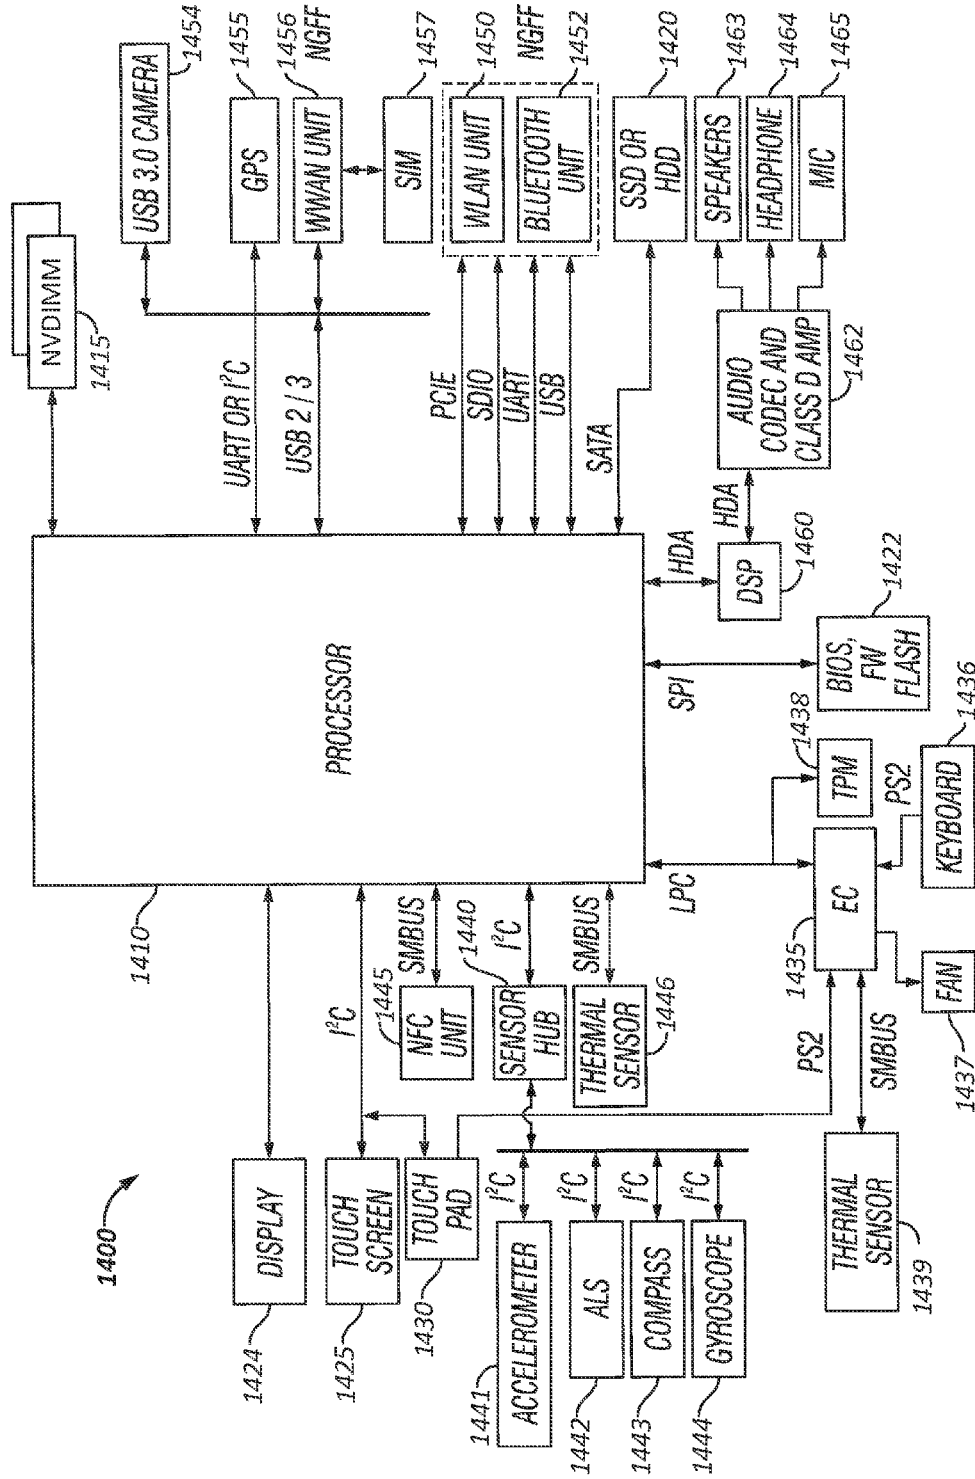 1400
DISPLAY
1424
TOUCH
SCREEN
1425
I²C
TOUCH
PAD
1430
1410
PROCESSOR
NVDIMM
1415
USB 3.0 CAMERA
1454
UART OR I²C
GPS
1455
USB 2 / 3
WWAN UNIT
1456
NGFF
SIM
1457
PCIE
SDIO
UART
USB
WLAN UNIT
1450
NGFF
BLUETOOTH
UNIT
1452
SATA
SSD OR
HDD
1420
SPEAKERS
1463
HEADPHONE
1464
MIC
1465
AUDIO
CODEC AND
CLASS D AMP
1462
HDA
HDA
DSP
1460
SPI
BIOS,
FW
FLASH
1422
LPC
TPM
1438
EC
1435
PS2
KEYBOARD
1436
FAN
1437
PS2
SMBUS
THERMAL
SENSOR
1439
SMBUS
NFC
UNIT
1445
I²C
SENSOR
HUB
1440
SMBUS
THERMAL
SENSOR
1446
I²C
ACCELEROMETER
1441
I²C
ALS
1442
I²C
COMPASS
1443
I²C
GYROSCOPE
1444